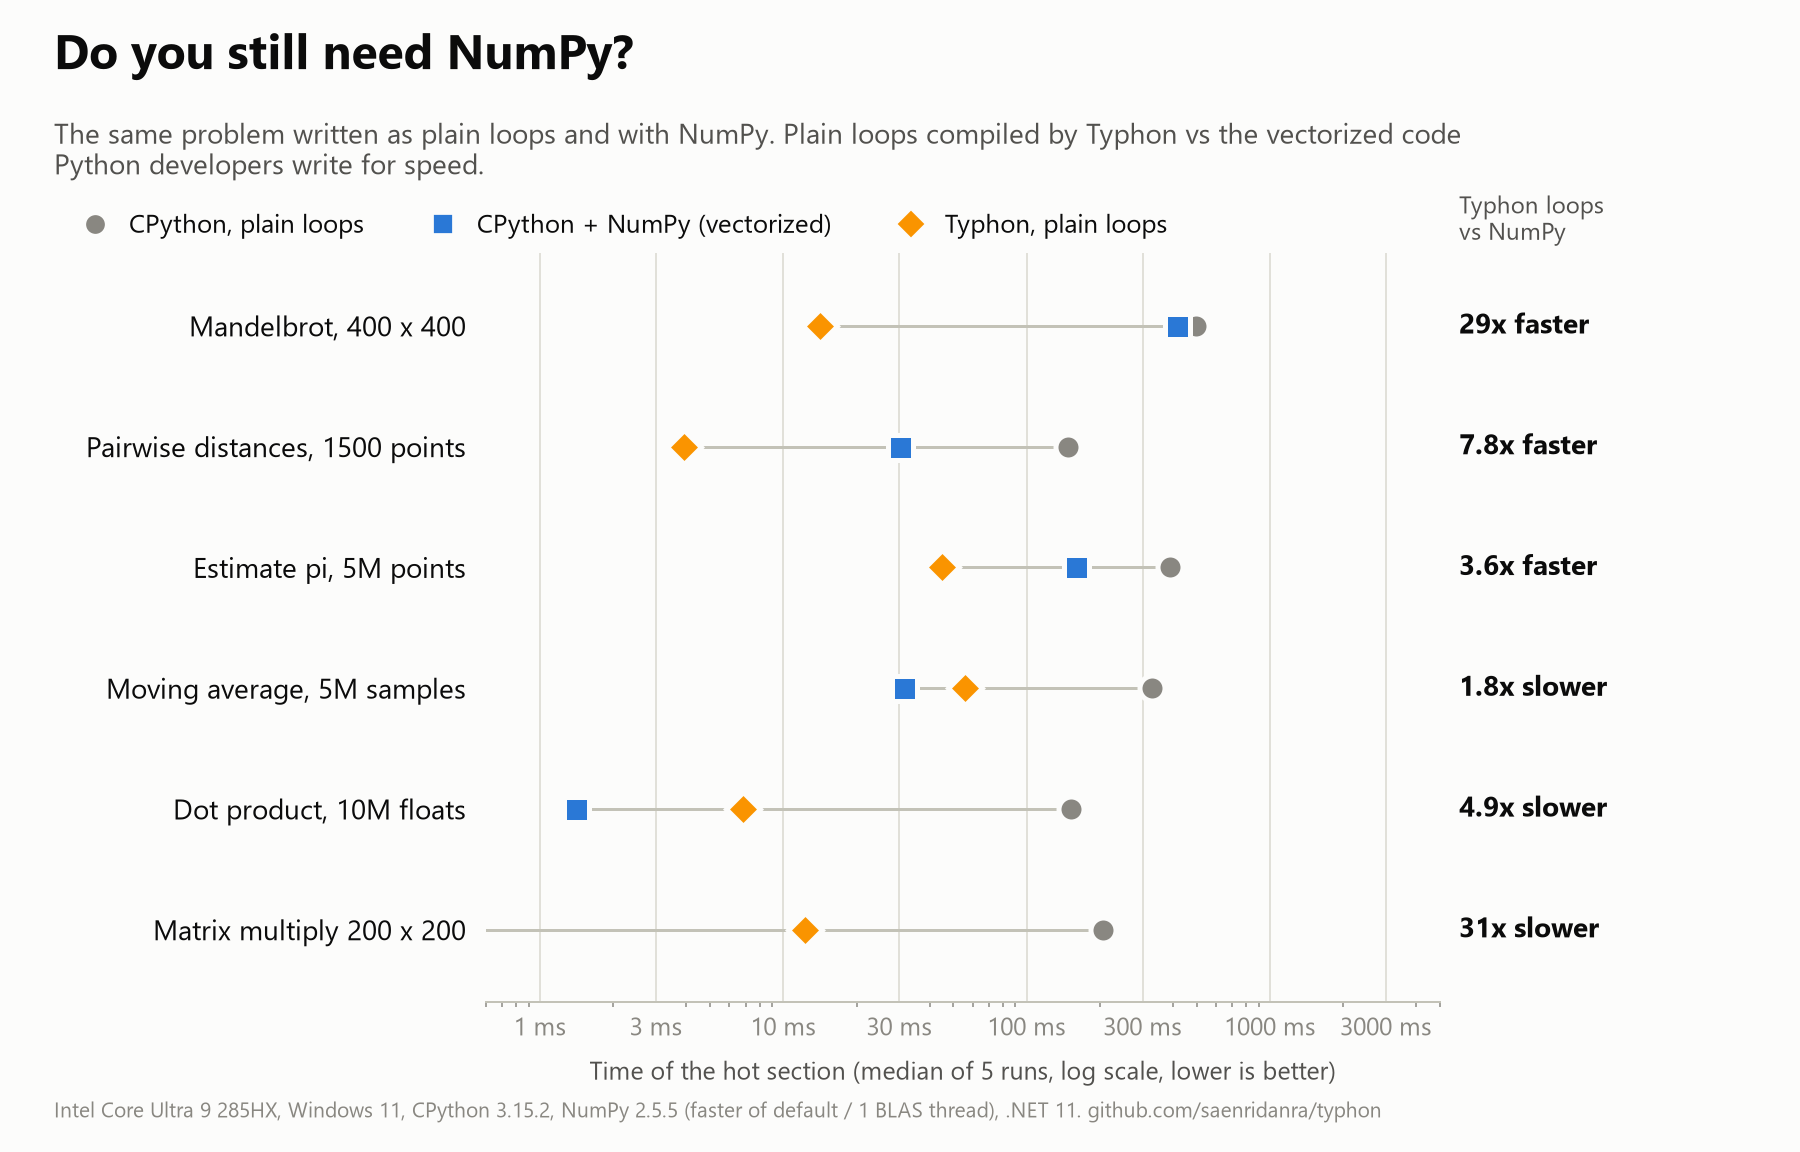 Do you still need NumPy?
The same problem written as plain loops and with NumPy. Plain loops compiled by Typhon vs the vectorized code
Python developers write for speed.
CPython, plain loops
CPython + NumPy (vectorized)
Typhon, plain loops
Typhon loops
vs NumPy
Mandelbrot, 400 x 400
29x faster
Pairwise distances, 1500 points
7.8x faster
Estimate pi, 5M points
3.6x faster
Moving average, 5M samples
1.8x slower
Dot product, 10M floats
4.9x slower
Matrix multiply 200 x 200
31x slower
1 ms 3 ms 10 ms 30 ms 100 ms 300 ms 1000 ms 3000 ms
Time of the hot section (median of 5 runs, log scale, lower is better)
Intel Core Ultra 9 285HX, Windows 11, CPython 3.15.2, NumPy 2.5.5 (faster of default / 1 BLAS thread), .NET 11. github.com/saenridanra/typhon